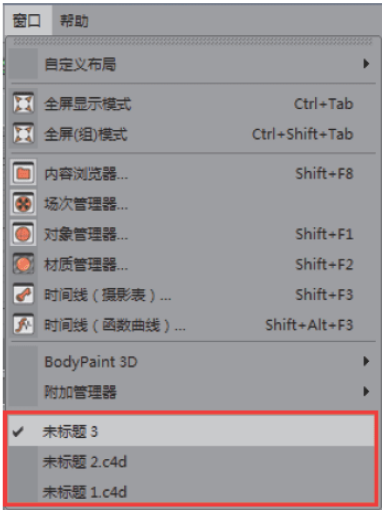 窗口 帮助
自定义布局
全屏显示模式 Ctrl+Tab
全屏(组)模式 Ctrl+Shift+Tab
内容浏览器... Shift+F8
场次管理器...
对象管理器... Shift+F1
材质管理器... Shift+F2
时间线（摄影表）... Shift+F3
时间线（函数曲线）... Shift+Alt+F3
BodyPaint 3D
附加管理器
未标题 3
未标题 2.c4d
未标题 1.c4d